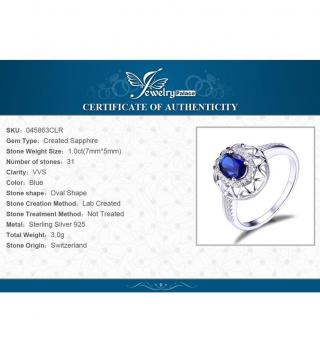 JewelryPalace
CERTIFICATE OF AUTHENTICITY
SKU: 045863CLR
Gem Type: Created Sapphire
Stone Weight Size: 1.0ct(7mm*5mm)
Number of stones: 31
Clarity: VVS
Color: Blue
Stone shape: Oval Shape
Stone Creation Method: Lab Created
Stone Treatment Method: Not Treated
Metal: Sterling Silver 925
Total Weight: 3.0g
Stone Origin: Switzerland